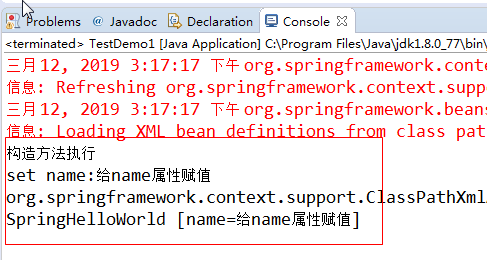 Problems @ Javadoc Declaration Console
<terminated> TestDemo1 [Java Application] C:\Program Files\Java\jdk1.8.0_77\bin\
三月 12, 2019 3:17:17 下午 org.springframework.conte
信息: Refreshing org.springframework.context.suppor
三月 12, 2019 3:17:17 下午 org.springframework.beans
信息: Loading XML bean definitions from class pat
构造方法执行
set name:给name属性赋值
org.springframework.context.support.ClassPathXml
SpringHelloWorld [name=给name属性赋值]